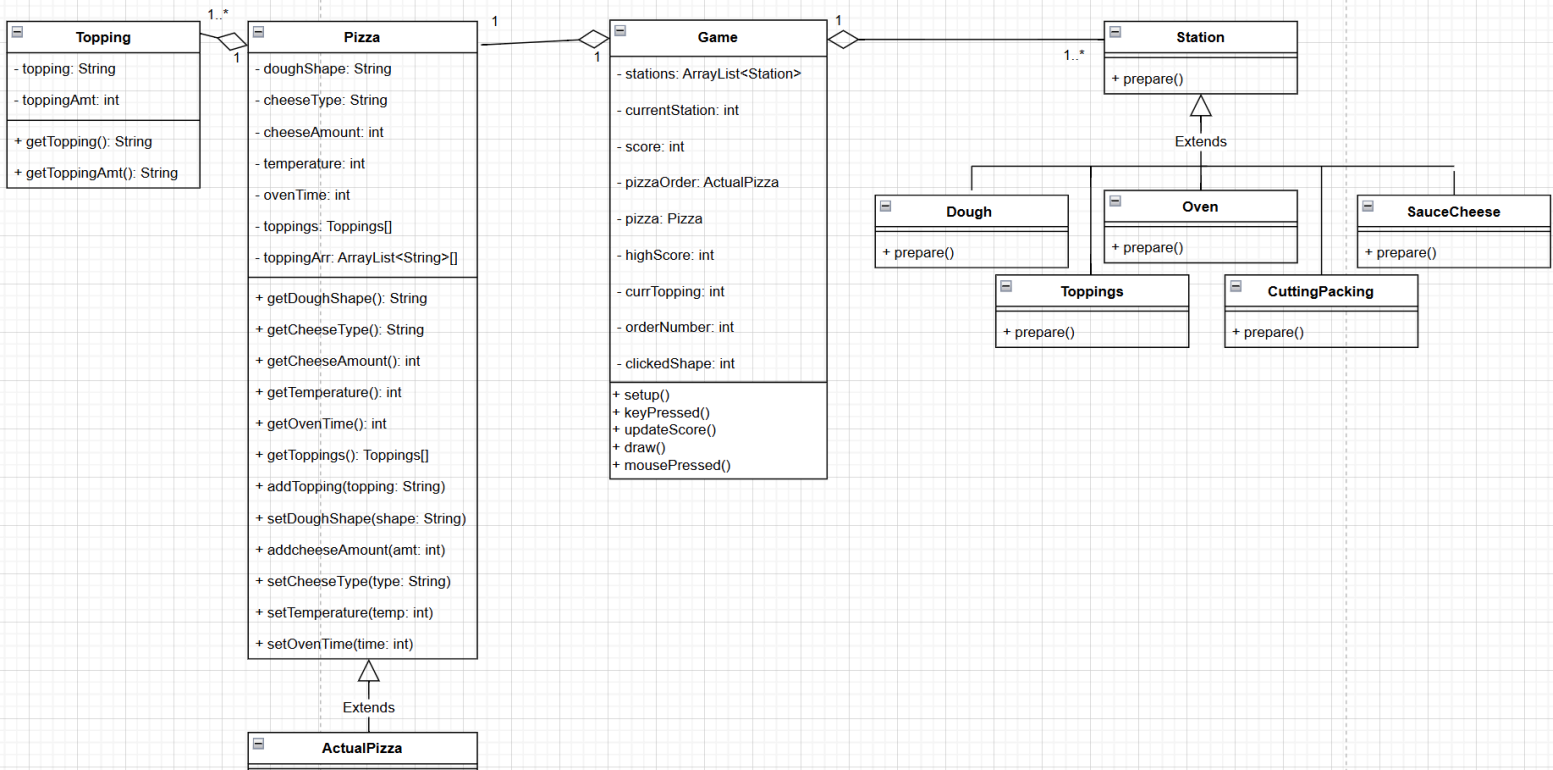 Topping
- topping: String
- toppingAmt: int
+ getTopping(): String
+ getToppingAmt(): String
1..*
1
Pizza
- doughShape: String
- cheeseType: String
- cheeseAmount: int
- temperature: int
- ovenTime: int
- toppings: Toppings[]
- toppingArr: ArrayList<String>[]
+ getDoughShape(): String
+ getCheeseType(): String
+ getCheeseAmount(): int
+ getTemperature(): int
+ getOvenTime(): int
+ getToppings(): Toppings[]
+ addTopping(topping: String)
+ setDoughShape(shape: String)
+ addcheeseAmount(amt: int)
+ setCheeseType(type: String)
+ setTemperature(temp: int)
+ setOvenTime(time: int)
Extends
ActualPizza
1
1
Game
- stations: ArrayList<Station>
- currentStation: int
- score: int
- pizzaOrder: ActualPizza
- pizza: Pizza
- highScore: int
- currTopping: int
- orderNumber: int
- clickedShape: int
+ setup()
+ keyPressed()
+ updateScore()
+ draw()
+ mousePressed()
1
1..*
Station
+ prepare()
Extends
Dough
+ prepare()
Oven
+ prepare()
SauceCheese
+ prepare()
Toppings
+ prepare()
CuttingPacking
+ prepare()